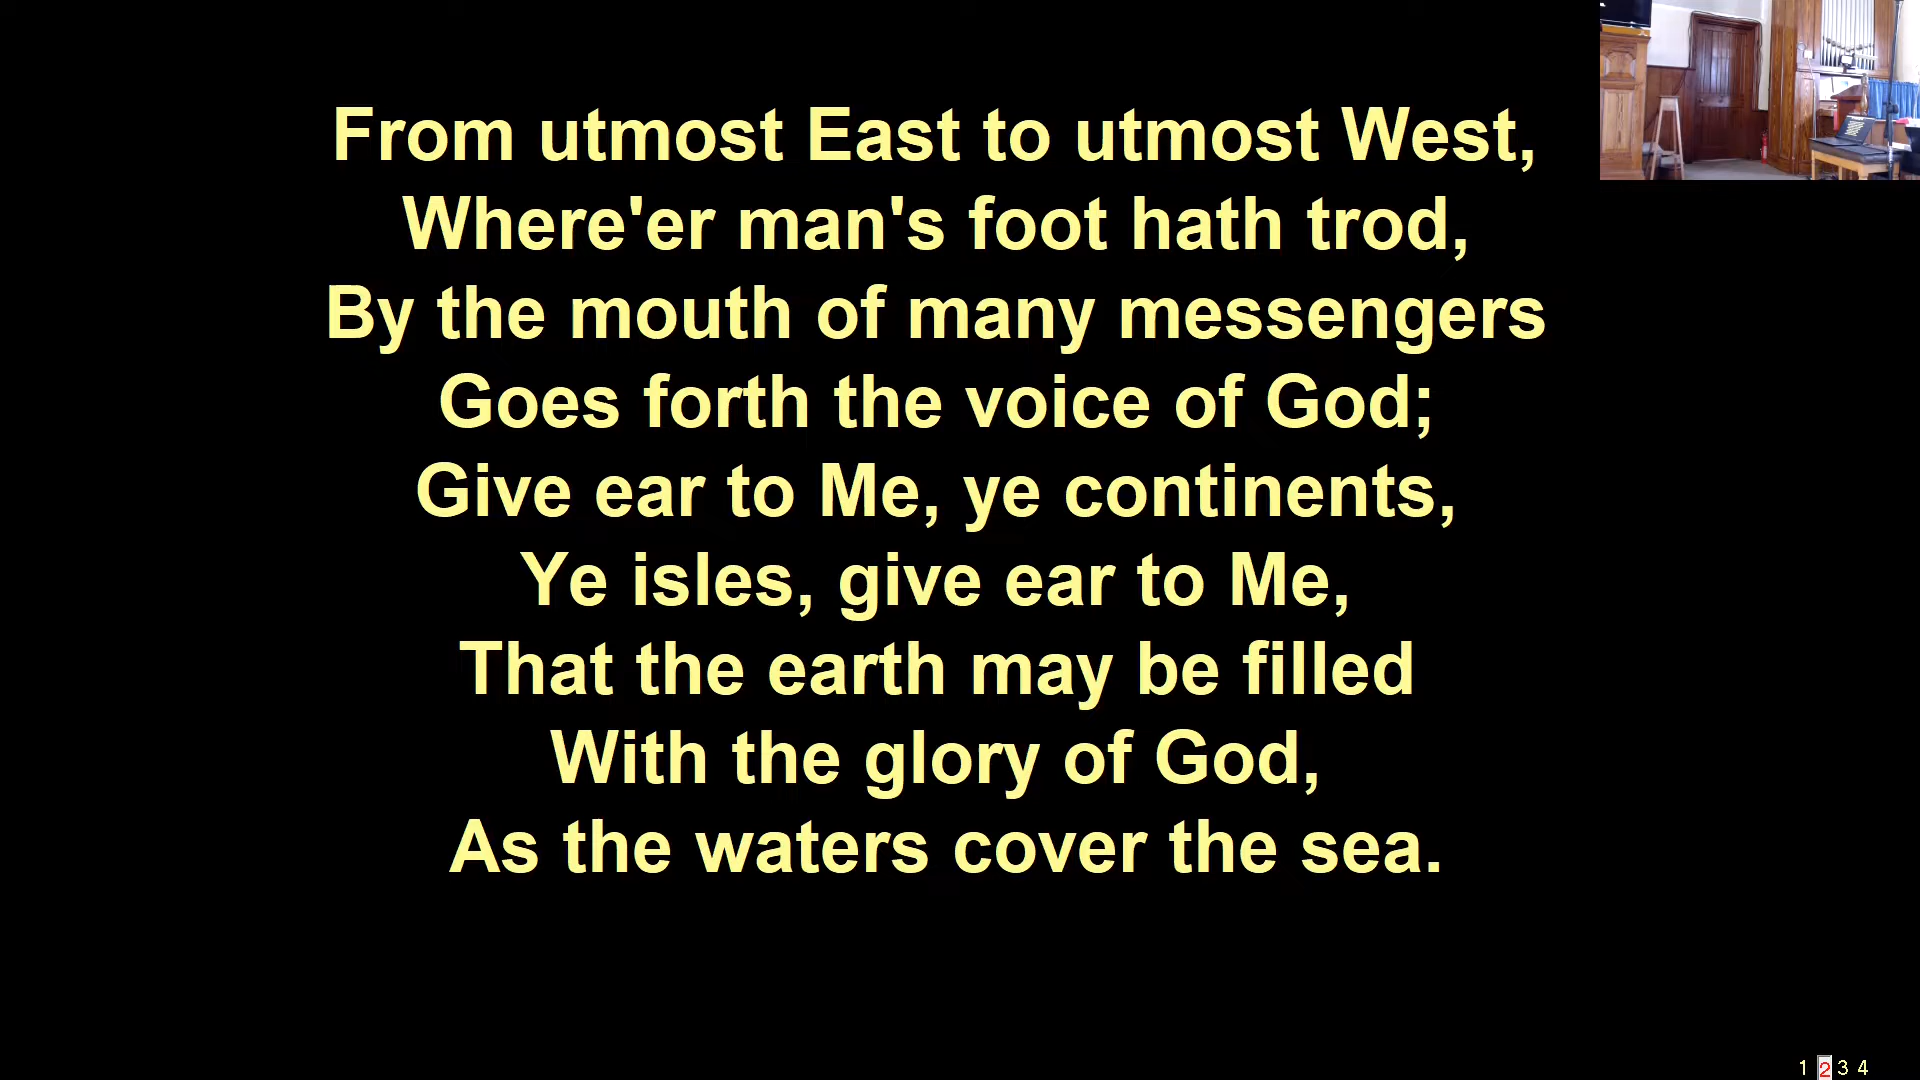 From utmost East to utmost West,
Where'er man's foot hath trod,
By the mouth of many messengers
Goes forth the voice of God;
Give ear to Me, ye continents,
Ye isles, give ear to Me,
That the earth may be filled
With the glory of God,
As the waters cover the sea.
1 2 3 4